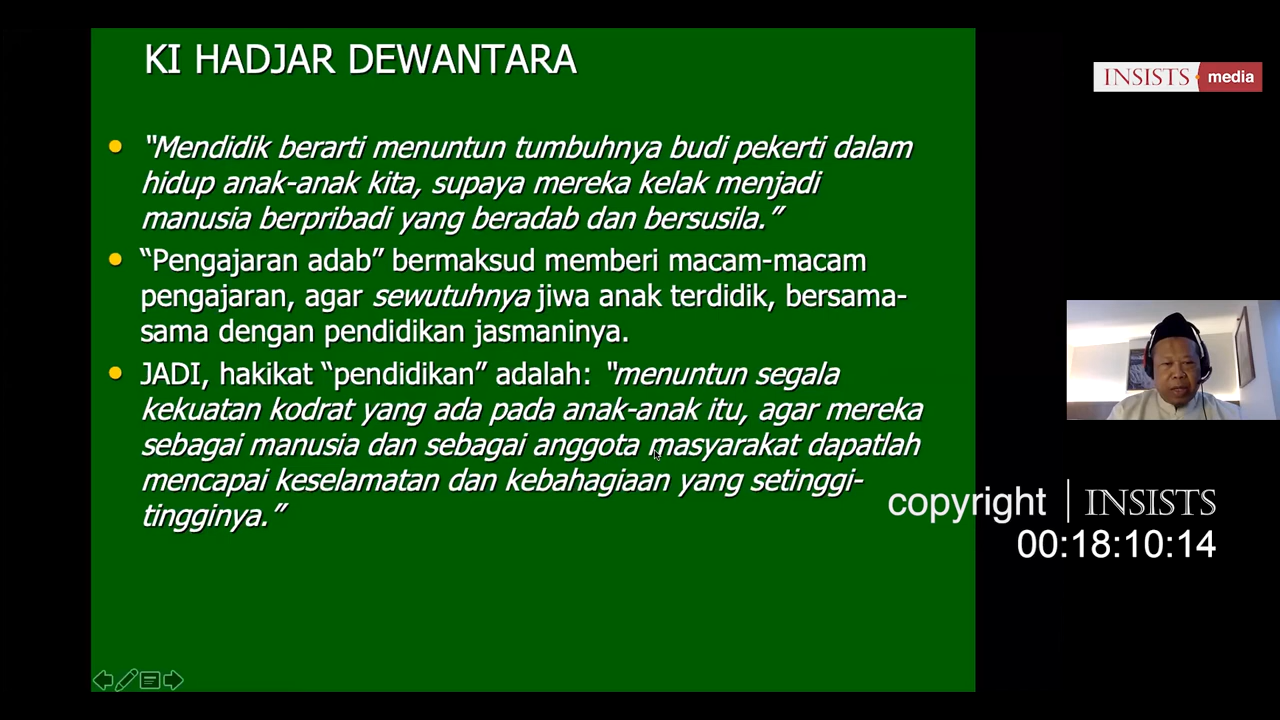 KI HADJAR DEWANTARA
“Mendidik berarti menuntun tumbuhnya budi pekerti dalam
hidup anak-anak kita, supaya mereka kelak menjadi
manusia berpribadi yang beradab dan bersusila.”
“Pengajaran adab” bermaksud memberi macam-macam
pengajaran, agar sewutuhnya jiwa anak terdidik, bersama-
sama dengan pendidikan jasmaninya.
JADI, hakikat “pendidikan” adalah: “menuntun segala
kekuatan kodrat yang ada pada anak-anak itu, agar mereka
sebagai manusia dan sebagai anggota masyarakat dapatlah
mencapai keselamatan dan kebahagiaan yang setinggi-
tingginya.”
INSISTS media
copyright | INSISTS
00:18:10:14